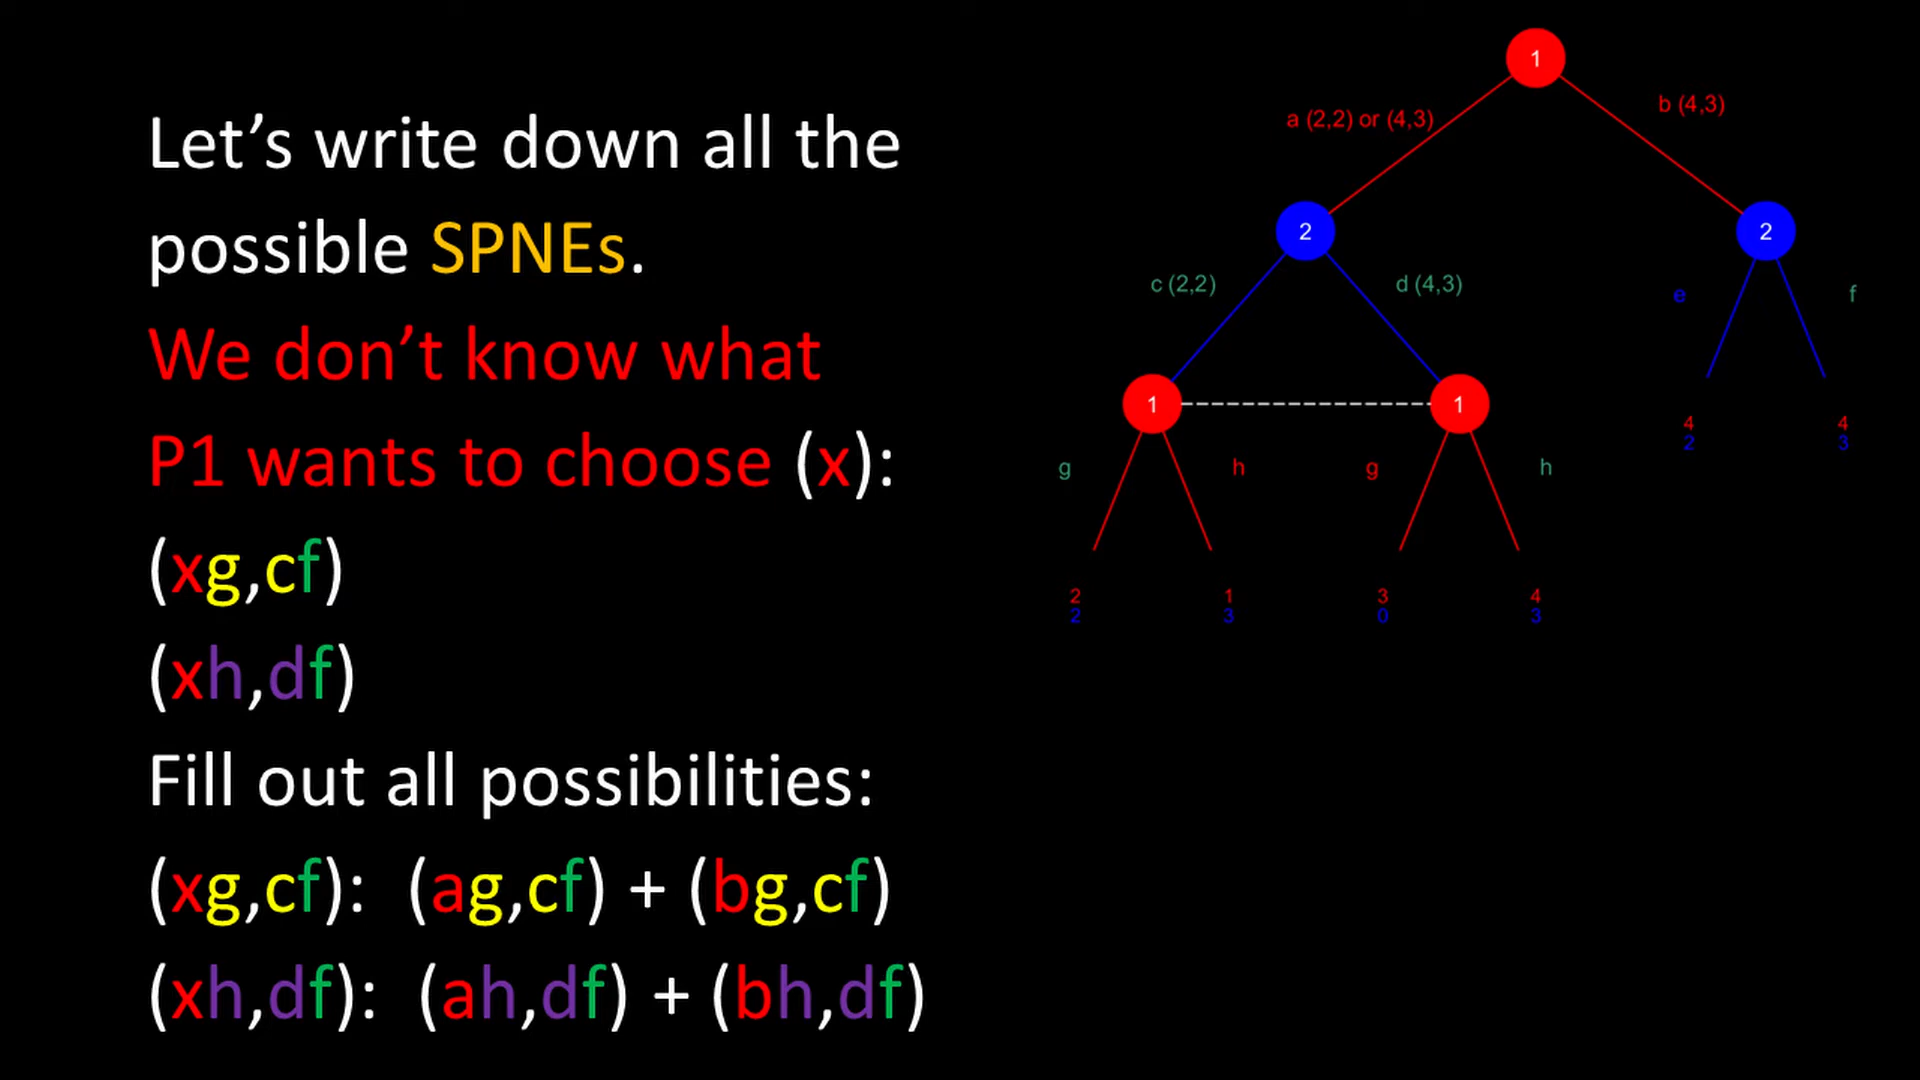 Let’s write down all the
possible SPNEs.
We don’t know what
P1 wants to choose (x):
(xg,cf)
(xh,df)
Fill out all possibilities:
(xg,cf): (ag,cf) + (bg,cf)
(xh,df): (ah,df) + (bh,df)
1
a (2,2) or (4,3)
b (4,3)
2
2
c (2,2)
d (4,3)
e
f
1
1
4
2
4
3
g
h
g
h
2
2
1
3
3
0
4
3